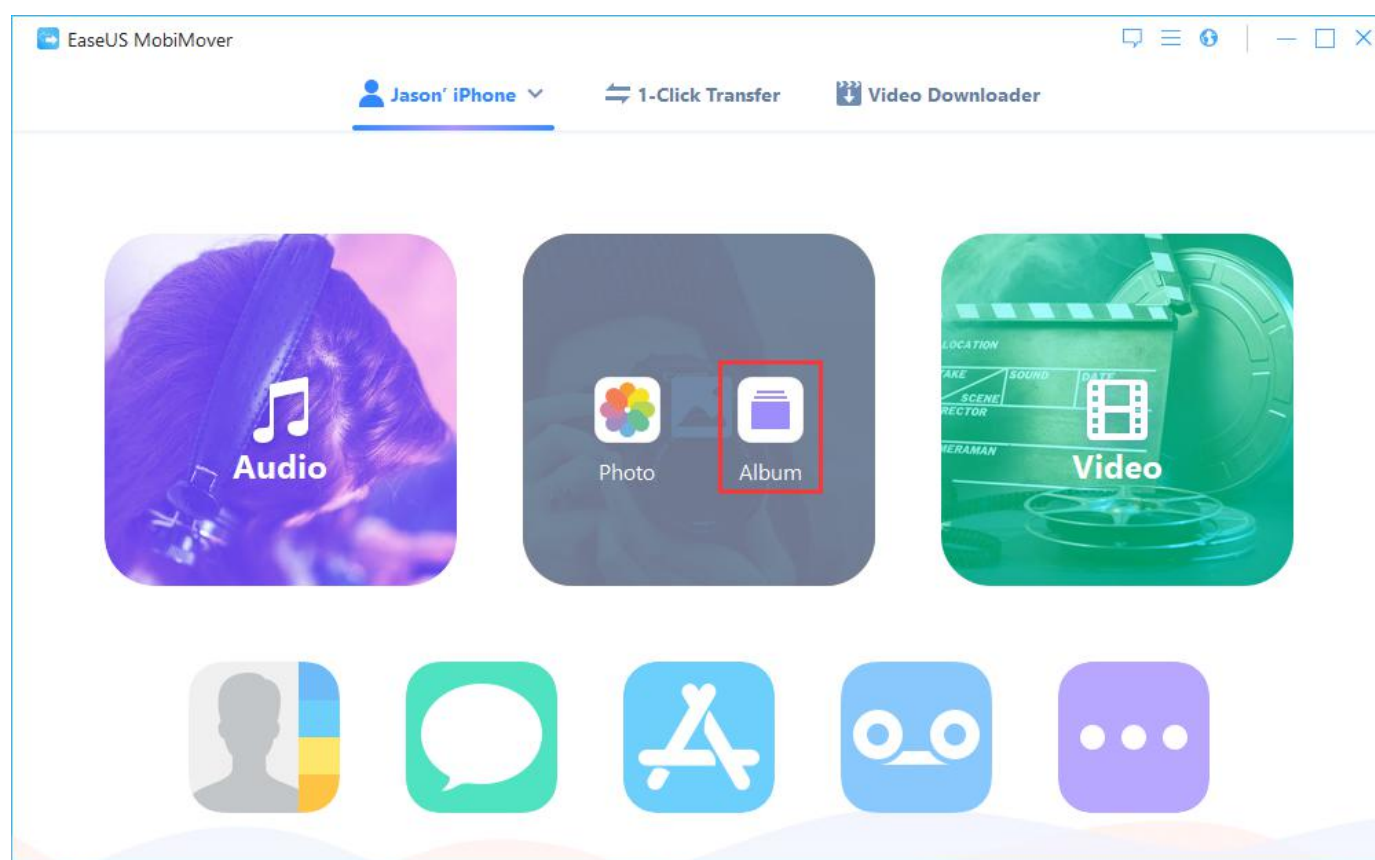 EaseUS MobiMover
Jason' iPhone
1-Click Transfer
Video Downloader
Audio
Photo
Album
LOCATION
TAKE SOUND DATE
SCENE
RECTOR
MERAMAN
Video